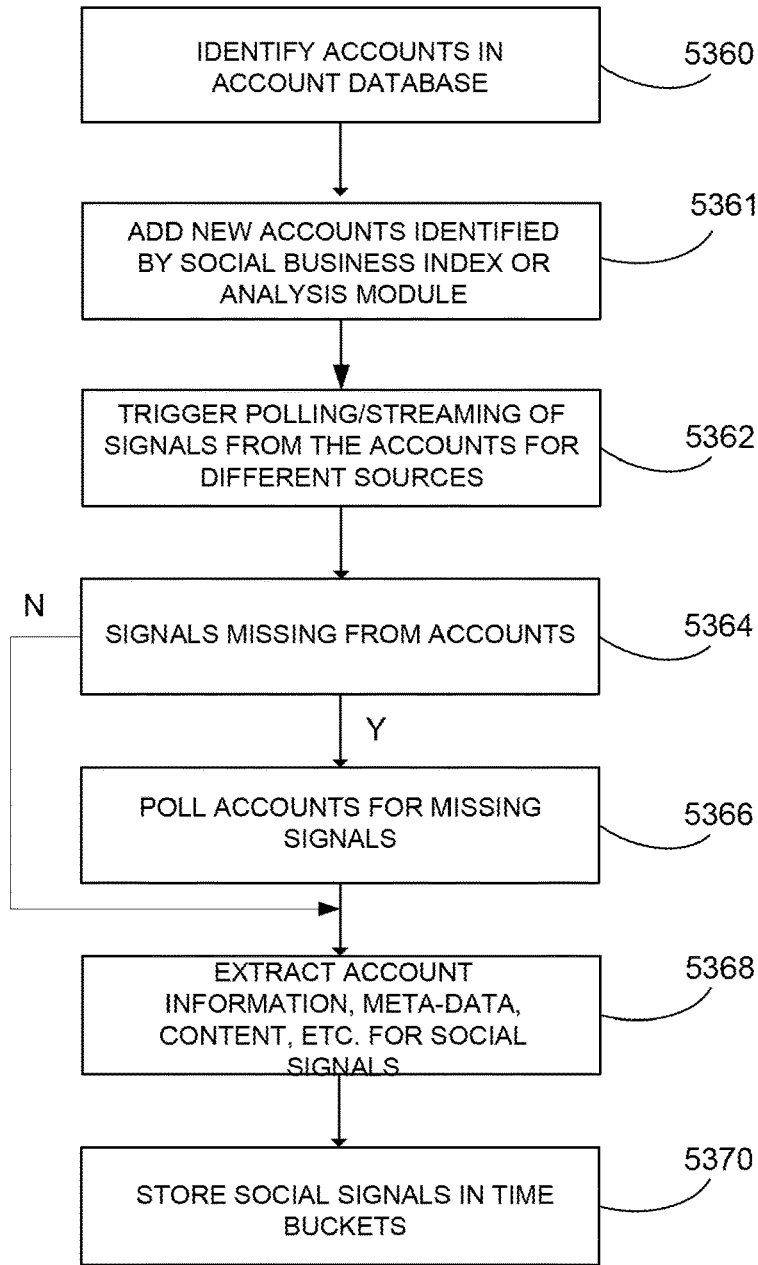 IDENTIFY ACCOUNTS IN
ACCOUNT DATABASE
5360
ADD NEW ACCOUNTS IDENTIFIED
BY SOCIAL BUSINESS INDEX OR
ANALYSIS MODULE
5361
TRIGGER POLLING/STREAMING OF
SIGNALS FROM THE ACCOUNTS FOR
DIFFERENT SOURCES
5362
N
SIGNALS MISSING FROM ACCOUNTS
5364
Y
POLL ACCOUNTS FOR MISSING
SIGNALS
5366
EXTRACT ACCOUNT
INFORMATION, META-DATA,
CONTENT, ETC. FOR SOCIAL
SIGNALS
5368
STORE SOCIAL SIGNALS IN TIME
BUCKETS
5370